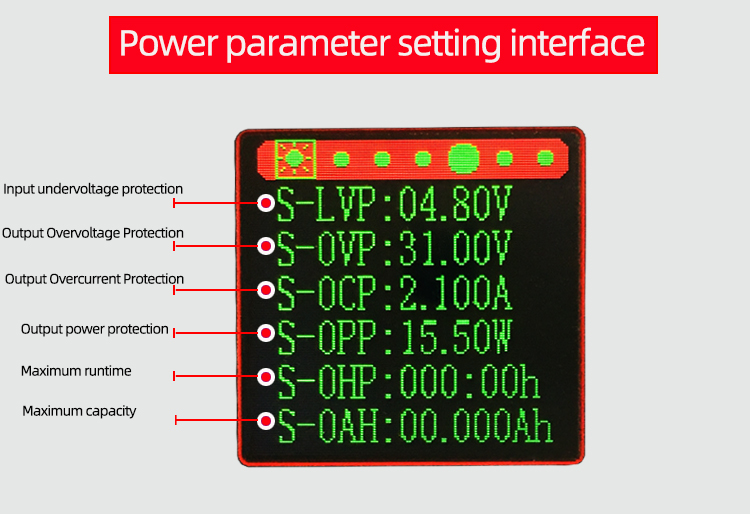 Power parameter setting interface
Input undervoltage protection
S-LVP:04.80V
Output Overvoltage Protection
S-OVP:31.00V
Output Overcurrent Protection
S-OCP:2.100A
Output power protection
S-OPP:15.50W
Maximum runtime
S-OHP:000:00h
Maximum capacity
S-OAH:00.000Ah